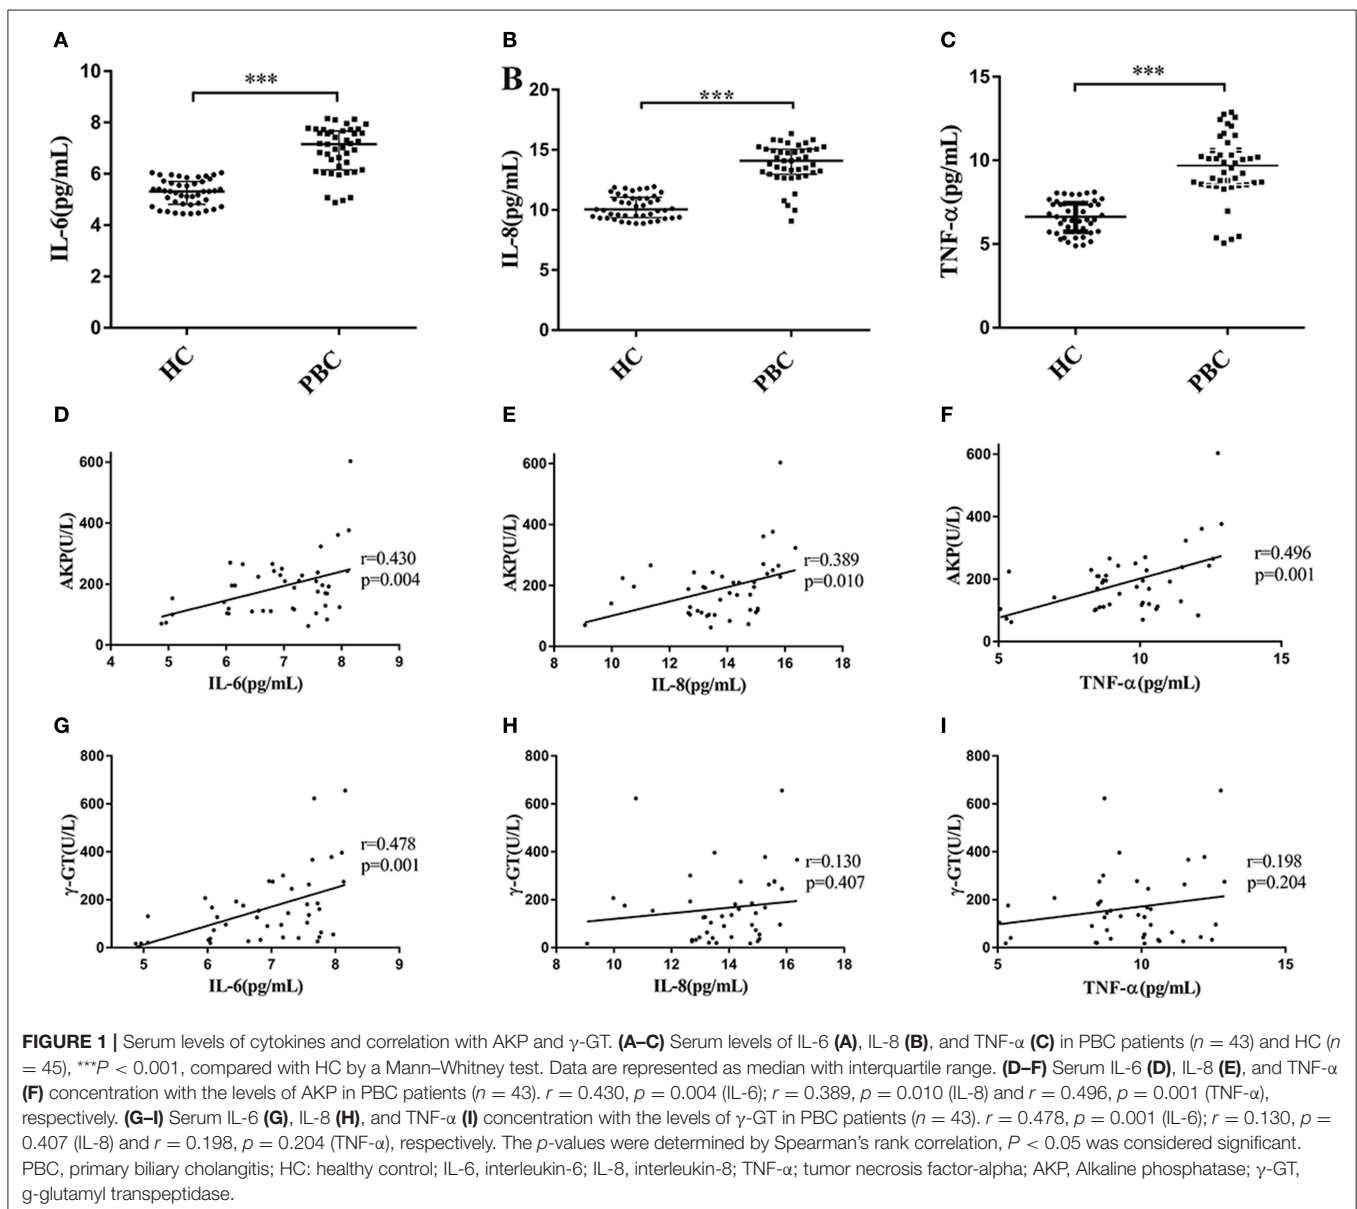 A
B
C
10
8
6
4
2
0
IL-6(pg/mL)
***
HC
PBC
B
20
15
10
5
0
IL-8(pg/mL)
***
HC
PBC
15
10
5
0
TNF-α(pg/mL)
***
HC
PBC
D
E
F
600
400
200
0
AKP(U/L)
r=0.430
p=0.004
4 5 6 7 8 9
IL-6(pg/mL)
600
400
200
0
AKP(U/L)
r=0.389
p=0.010
8 10 12 14 16 18
IL-8(pg/mL)
600
400
200
0
AKP(U/L)
r=0.496
p=0.001
5 10 15
TNF-α(pg/mL)
G
H
I
800
600
400
200
0
γ-GT(U/L)
r=0.478
p=0.001
5 6 7 8 9
IL-6(pg/mL)
800
600
400
200
0
γ-GT(U/L)
r=0.130
p=0.407
8 10 12 14 16 18
IL-8(pg/mL)
800
600
400
200
0
γ-GT(U/L)
r=0.198
p=0.204
5 10 15
TNF-α(pg/mL)
FIGURE 1 | Serum levels of cytokines and correlation with AKP and γ-GT. (A–C) Serum levels of IL-6 (A), IL-8 (B), and TNF-α (C) in PBC patients (n = 43) and HC (n
= 45), ***P < 0.001, compared with HC by a Mann–Whitney test. Data are represented as median with interquartile range. (D–F) Serum IL-6 (D), IL-8 (E), and TNF-α
(F) concentration with the levels of AKP in PBC patients (n = 43). r = 0.430, p = 0.004 (IL-6); r = 0.389, p = 0.010 (IL-8) and r = 0.496, p = 0.001 (TNF-α),
respectively. (G–I) Serum IL-6 (G), IL-8 (H), and TNF-α (I) concentration with the levels of γ-GT in PBC patients (n = 43). r = 0.478, p = 0.001 (IL-6); r = 0.130, p =
0.407 (IL-8) and r = 0.198, p = 0.204 (TNF-α), respectively. The p-values were determined by Spearman's rank correlation, P < 0.05 was considered significant.
PBC, primary biliary cholangitis; HC: healthy control; IL-6, interleukin-6; IL-8, interleukin-8; TNF-α; tumor necrosis factor-alpha; AKP, Alkaline phosphatase; γ-GT,
g-glutamyl transpeptidase.